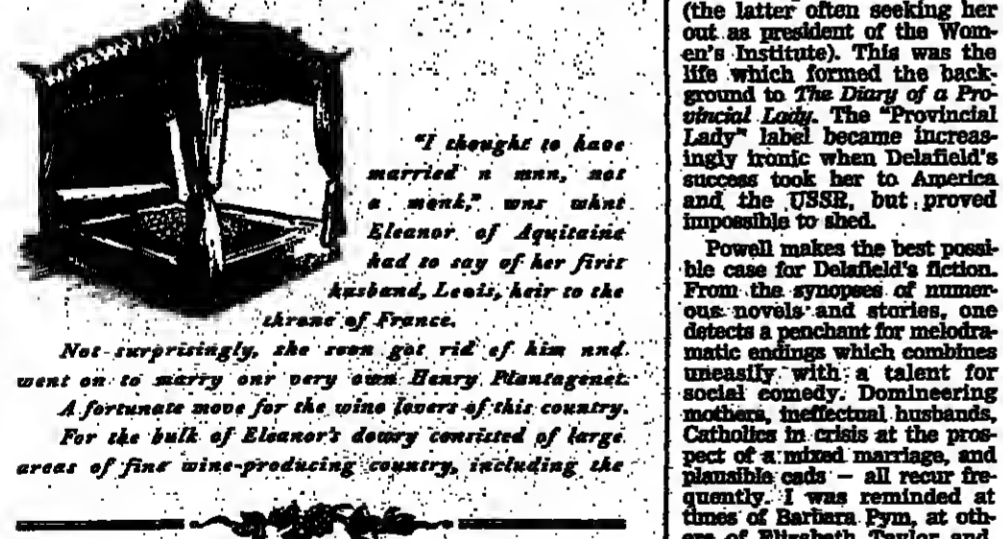 "I thought to have
married a man, not
a monk," was what
Eleanor of Aquitaine
had to say of her first
husband, Louis, heir to the
throne of France.
Not surprisingly, she soon got rid of him and
went on to marry our very own Henry Plantagenet.
A fortunate move for the wine lovers of this country.
For the bulk of Eleanor's dowry consisted of large
areas of fine wine-producing country, including the
(the latter often seeking her
out as president of the Wom-
en's Institute). This was the
life which formed the back-
ground to The Diary of a Pro-
vincial Lady. The "Provincial
Lady" label became increas-
ingly ironic when Delafield's
success took her to America
and the USSR, but proved
impossible to shed.
Powell makes the best possi-
ble case for Delafield's fiction.
From the synopses of numer-
ous novels and stories, one
detects a penchant for melodra-
matic endings which combines
uneasily with a talent for
social comedy. Domineering
mothers, ineffectual husbands,
Catholics in crisis at the pros-
pect of a mixed marriage, and
plausible cads — all recur fre-
quently. I was reminded at
times of Barbara Pym, at oth-
ers of Elizabeth Taylor and